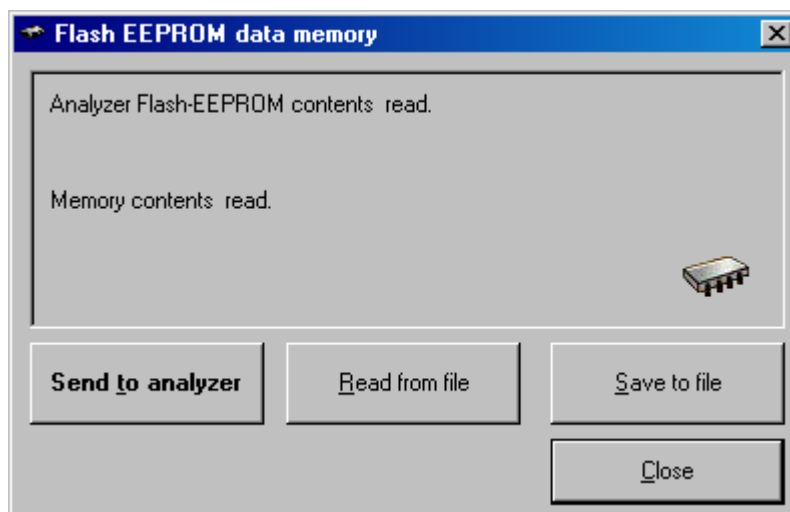 Flash EEPROM data memory
Analyzer Flash-EEPROM contents read.
Memory contents read.
Send to analyzer
Read from file
Save to file
Close